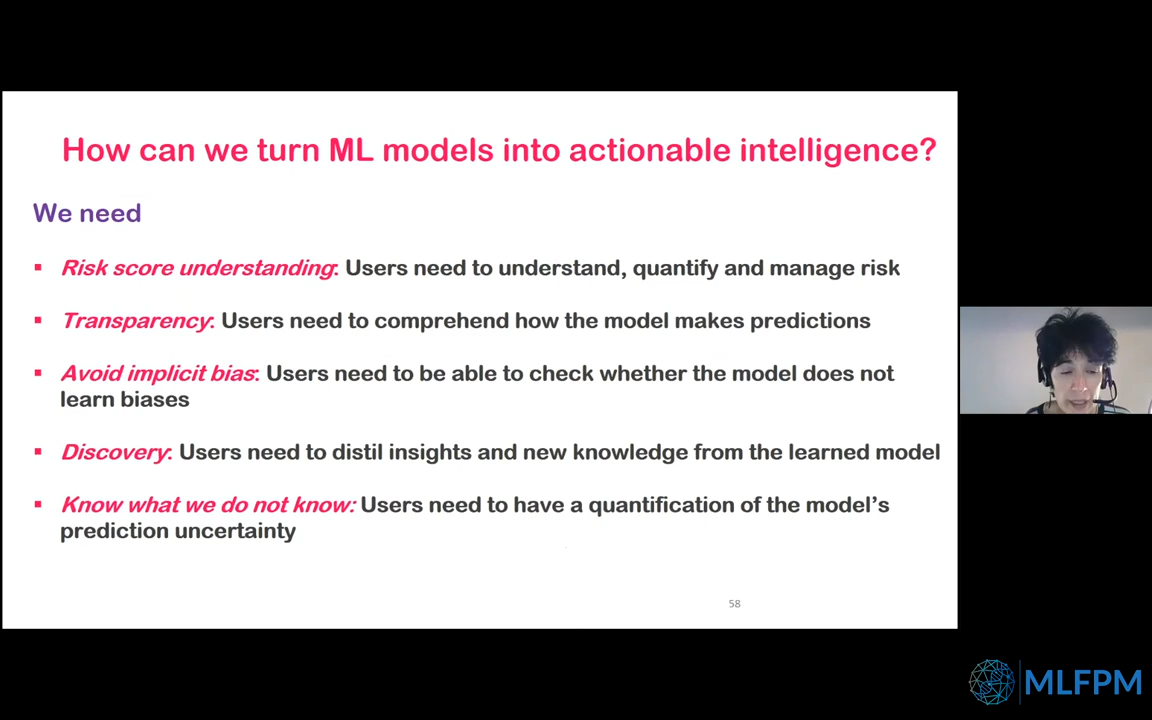 How can we turn ML models into actionable intelligence?
We need
▪ Risk score understanding: Users need to understand, quantify and manage risk
▪ Transparency: Users need to comprehend how the model makes predictions
▪ Avoid implicit bias: Users need to be able to check whether the model does not
learn biases
▪ Discovery: Users need to distil insights and new knowledge from the learned model
▪ Know what we do not know: Users need to have a quantification of the model's
prediction uncertainty
58
MLFPM